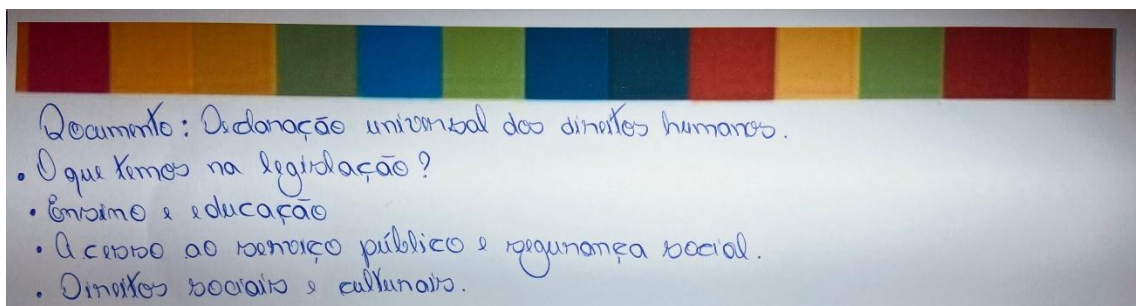 Documento: Declaração universal dos direitos humanos.
• O que temos na legislação?
• Ensino e educação
• Acesso ao serviço público e segurança social.
• Direitos sociais e culturais.